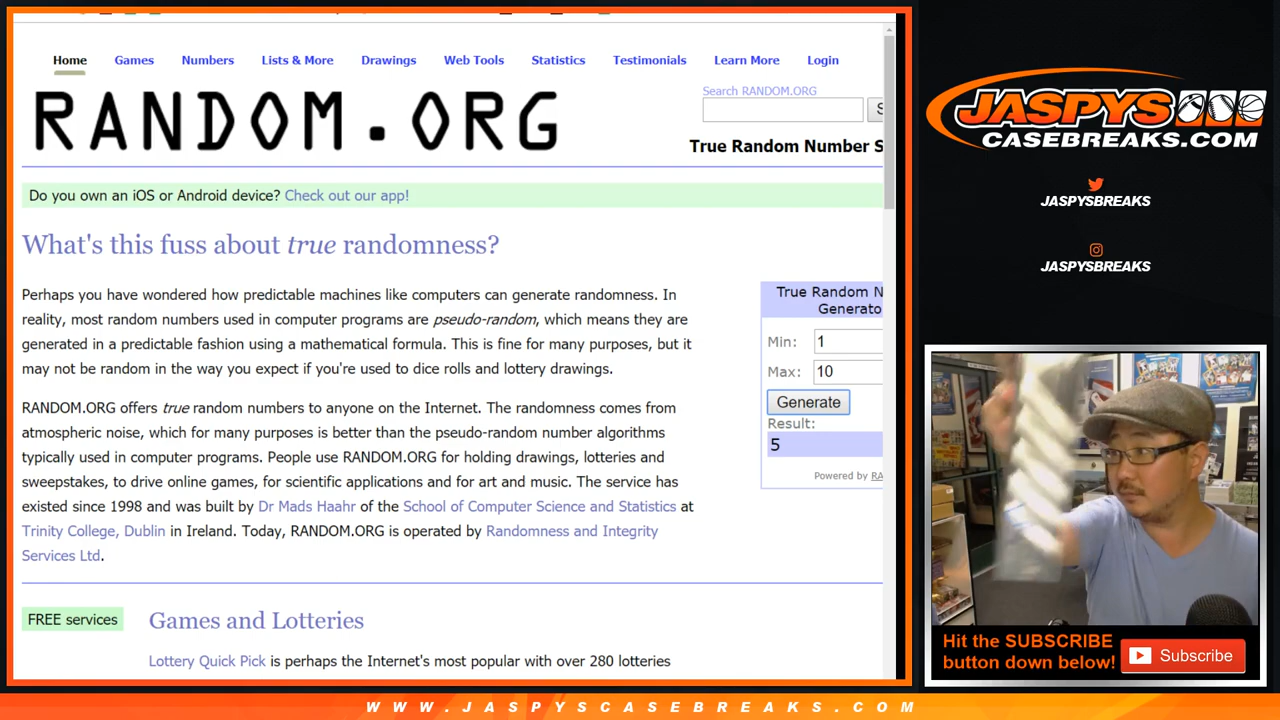 Home Games Numbers Lists & More Drawings Web Tools Statistics Testimonials Learn More Login
RANDOM.ORG
Search RANDOM.ORG
S
True Random Number S
Do you own an iOS or Android device? Check out our app!
What's this fuss about true randomness?
Perhaps you have wondered how predictable machines like computers can generate randomness. In
reality, most random numbers used in computer programs are pseudo-random, which means they are
generated in a predictable fashion using a mathematical formula. This is fine for many purposes, but it
may not be random in the way you expect if you're used to dice rolls and lottery drawings.
RANDOM.ORG offers true random numbers to anyone on the Internet. The randomness comes from
atmospheric noise, which for many purposes is better than the pseudo-random number algorithms
typically used in computer programs. People use RANDOM.ORG for holding drawings, lotteries and
sweepstakes, to drive online games, for scientific applications and for art and music. The service has
existed since 1998 and was built by Dr Mads Haahr of the School of Computer Science and Statistics at
Trinity College, Dublin in Ireland. Today, RANDOM.ORG is operated by Randomness and Integrity
Services Ltd.
True Random N
Generato
Min: 1
Max: 10
Generate
Result:
5
Powered by RA
FREE services
Games and Lotteries
Lottery Quick Pick is perhaps the Internet's most popular with over 280 lotteries
JASPYS
CASEBREAKS.COM
JASPYSBREAKS
JASPYSBREAKS
Hit the SUBSCRIBE
button down below!
Subscribe
WWW.JASPYSCASEBREAKS.COM